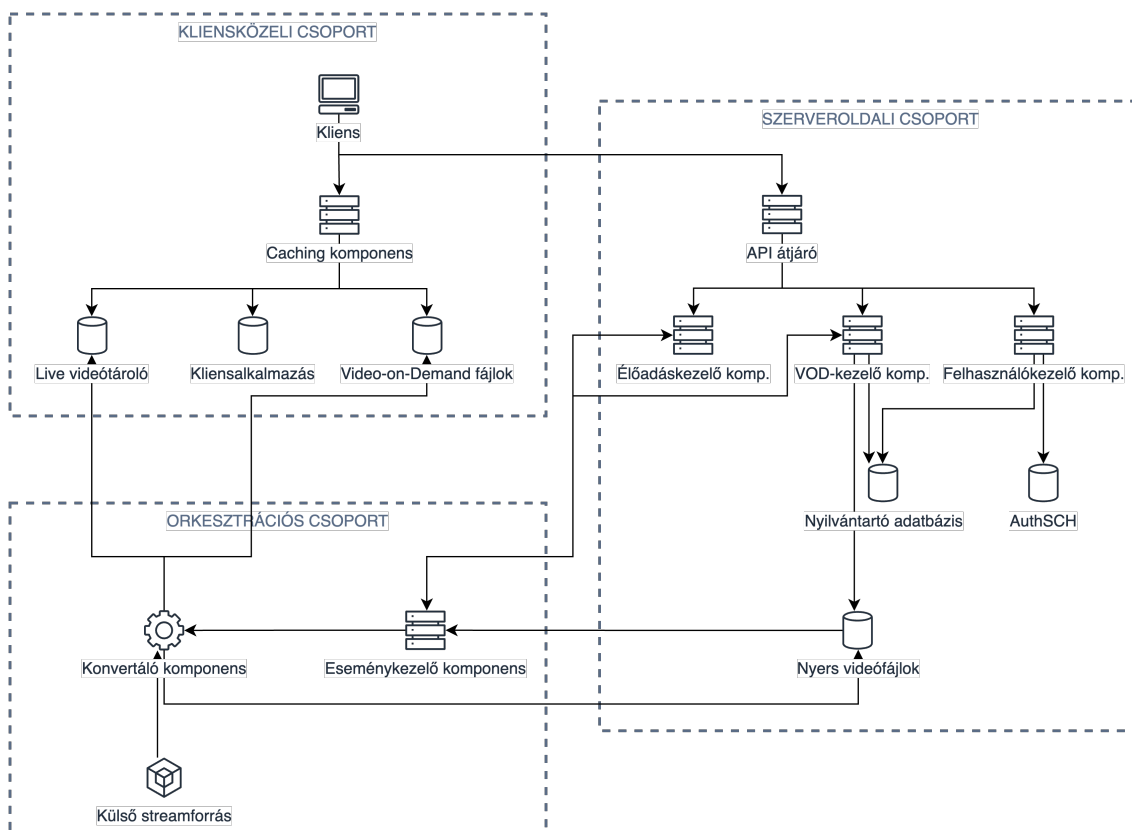 KLIENSKÖZELI CSOPORT
Kliens
SZERVEROLDALI CSOPORT
Caching komponens
API átjáró
Live videótároló
Kliensalkalmazás
Video-on-Demand fájlok
Élőadáskezelő komp.
VOD-kezelő komp.
Felhasználókezelő komp.
ORKESZTRÁCIÓS CSOPORT
Nyilvántartó adatbázis
AuthSCH
Konvertáló komponens
Eseménykezelő komponens
Nyers videófájlok
Külső streamforrás